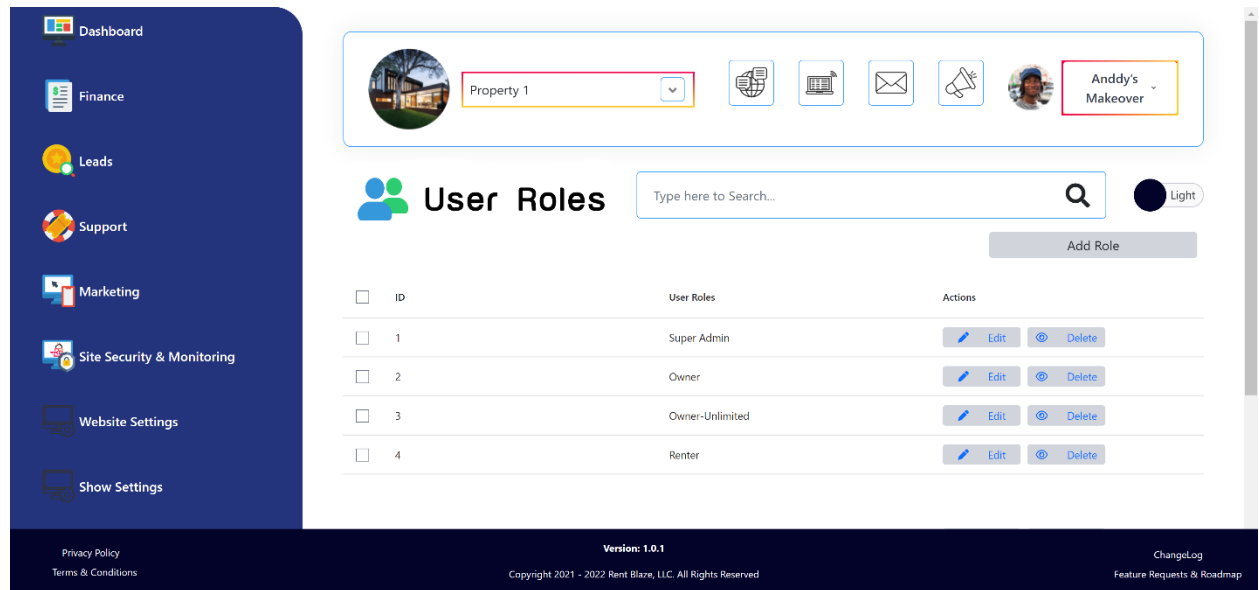 Dashboard
Finance
Leads
Support
Marketing
Site Security & Monitoring
Website Settings
Show Settings
Property 1
Anddy's
Makeover
User Roles
Type here to Search...
Light
Add Role
ID User Roles Actions
1 Super Admin Edit Delete
2 Owner Edit Delete
3 Owner-Unlimited Edit Delete
4 Renter Edit Delete
Privacy Policy
Terms & Conditions
Version: 1.0.1
Copyright 2021 - 2022 Rent Blaze, LLC. All Rights Reserved
ChangeLog
Feature Requests & Roadmap